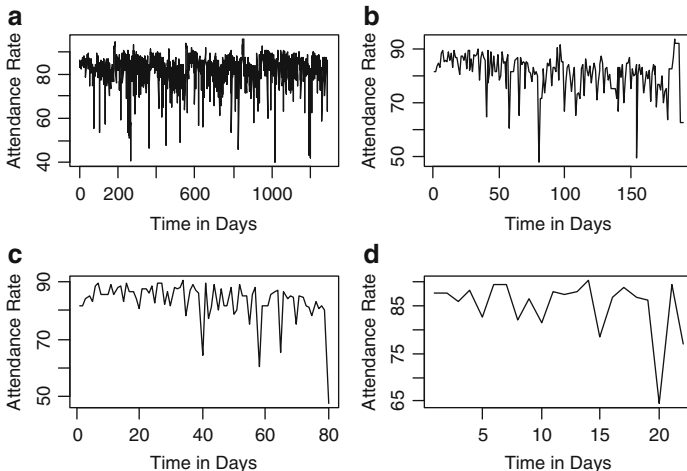 a
Attendance Rate
40 60 80
0 200 600 1000
Time in Days
b
Attendance Rate
50 70 90
0 50 100 150
Time in Days
c
Attendance Rate
50 70 90
0 20 40 60 80
Time in Days
d
Attendance Rate
65 75 85
5 10 15 20
Time in Days